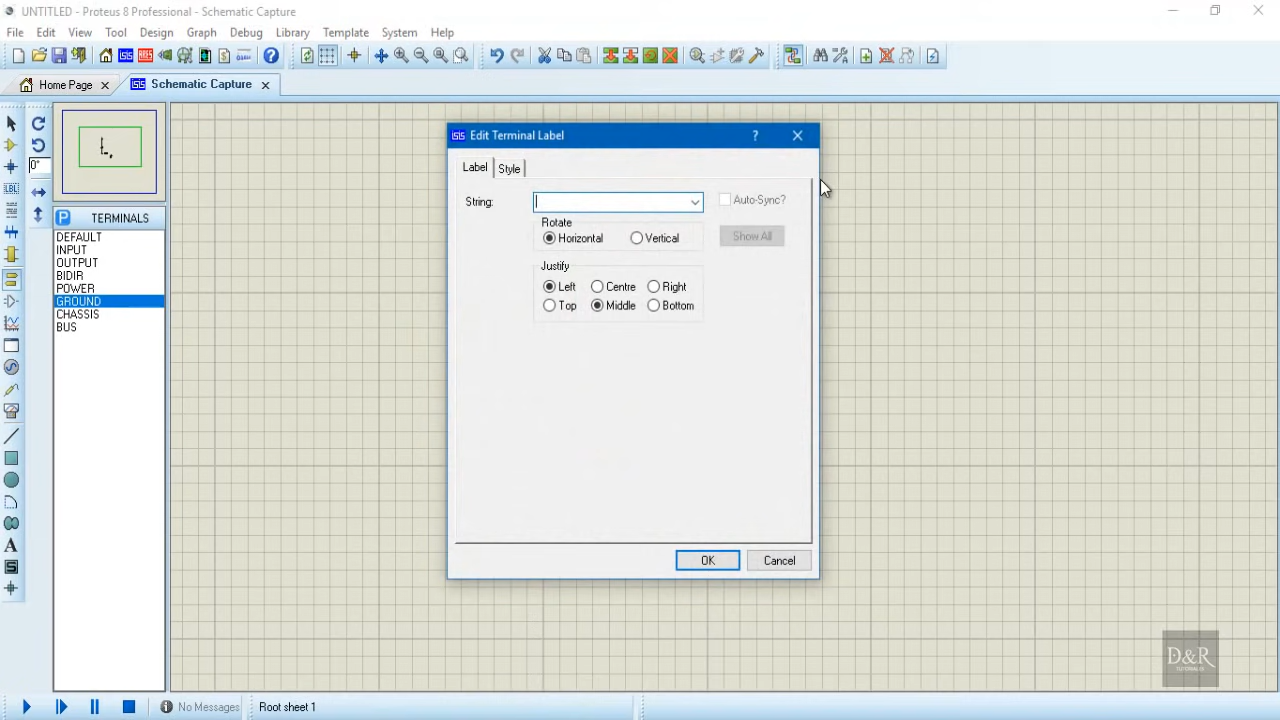 UNTITLED - Proteus 8 Professional - Schematic Capture
File Edit View Tool Design Graph Debug Library Template System Help
Home Page Schematic Capture
Edit Terminal Label
Label Style
String: Auto-Sync?
Rotate
Horizontal Vertical Show All
Justify
Left Centre Right
Top Middle Bottom
OK Cancel
0°
LBL
P TERMINALS
DEFAULT
INPUT
OUTPUT
BIDIR
POWER
GROUND
CHASSIS
BUS
A
S
D&R
No Messages Root sheet 1